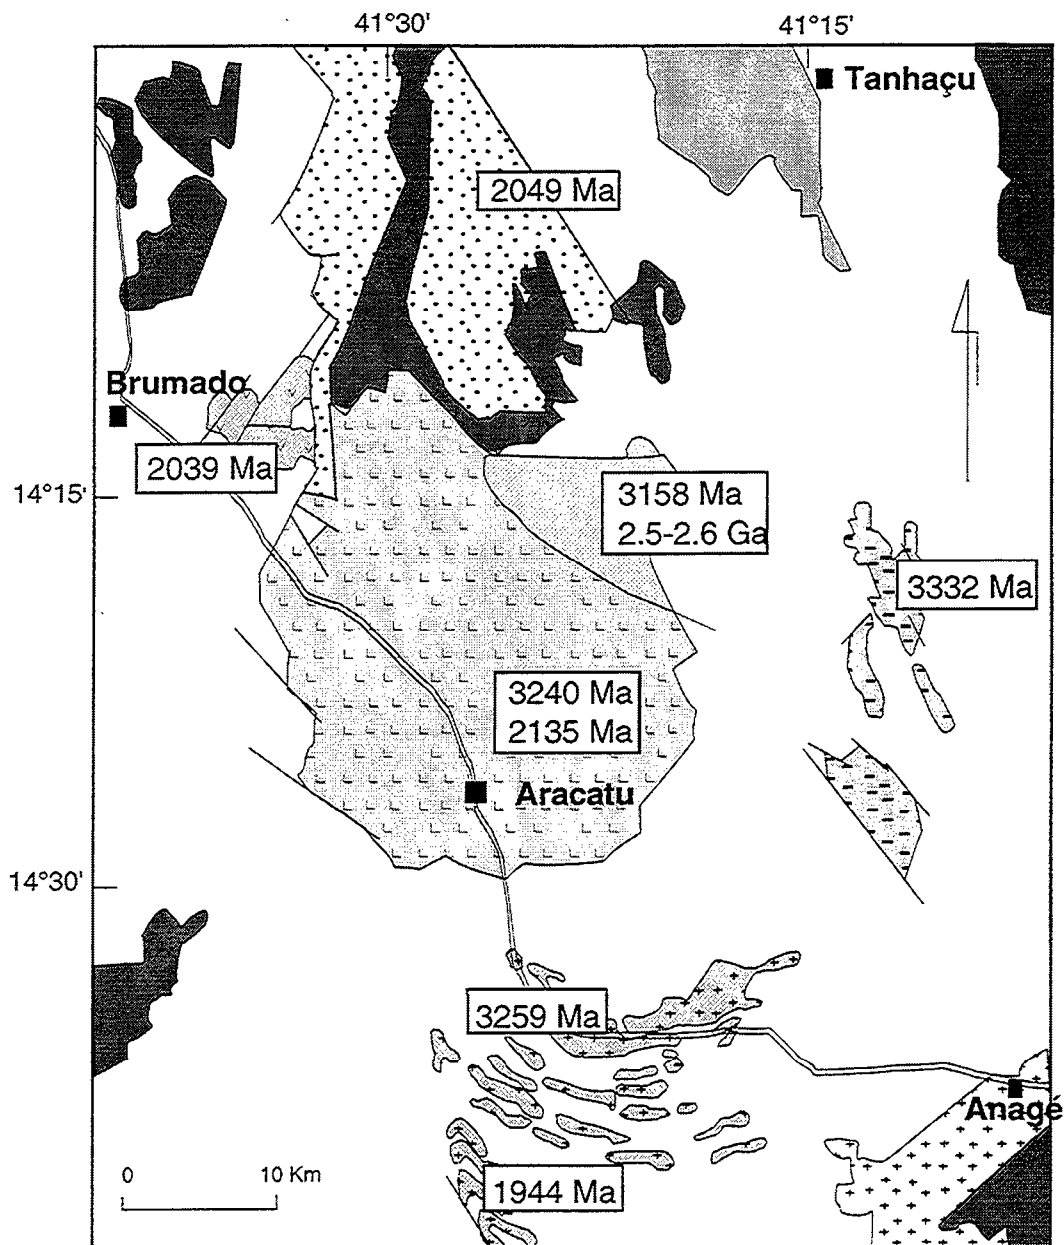 41°30' 41°15'
Tanhaçu
2049 Ma
Brumado
2039 Ma
14°15'
3158 Ma
2.5-2.6 Ga
3332 Ma
3240 Ma
2135 Ma
Aracatu
14°30'
3259 Ma
Anagé
0 10 Km
1944 Ma